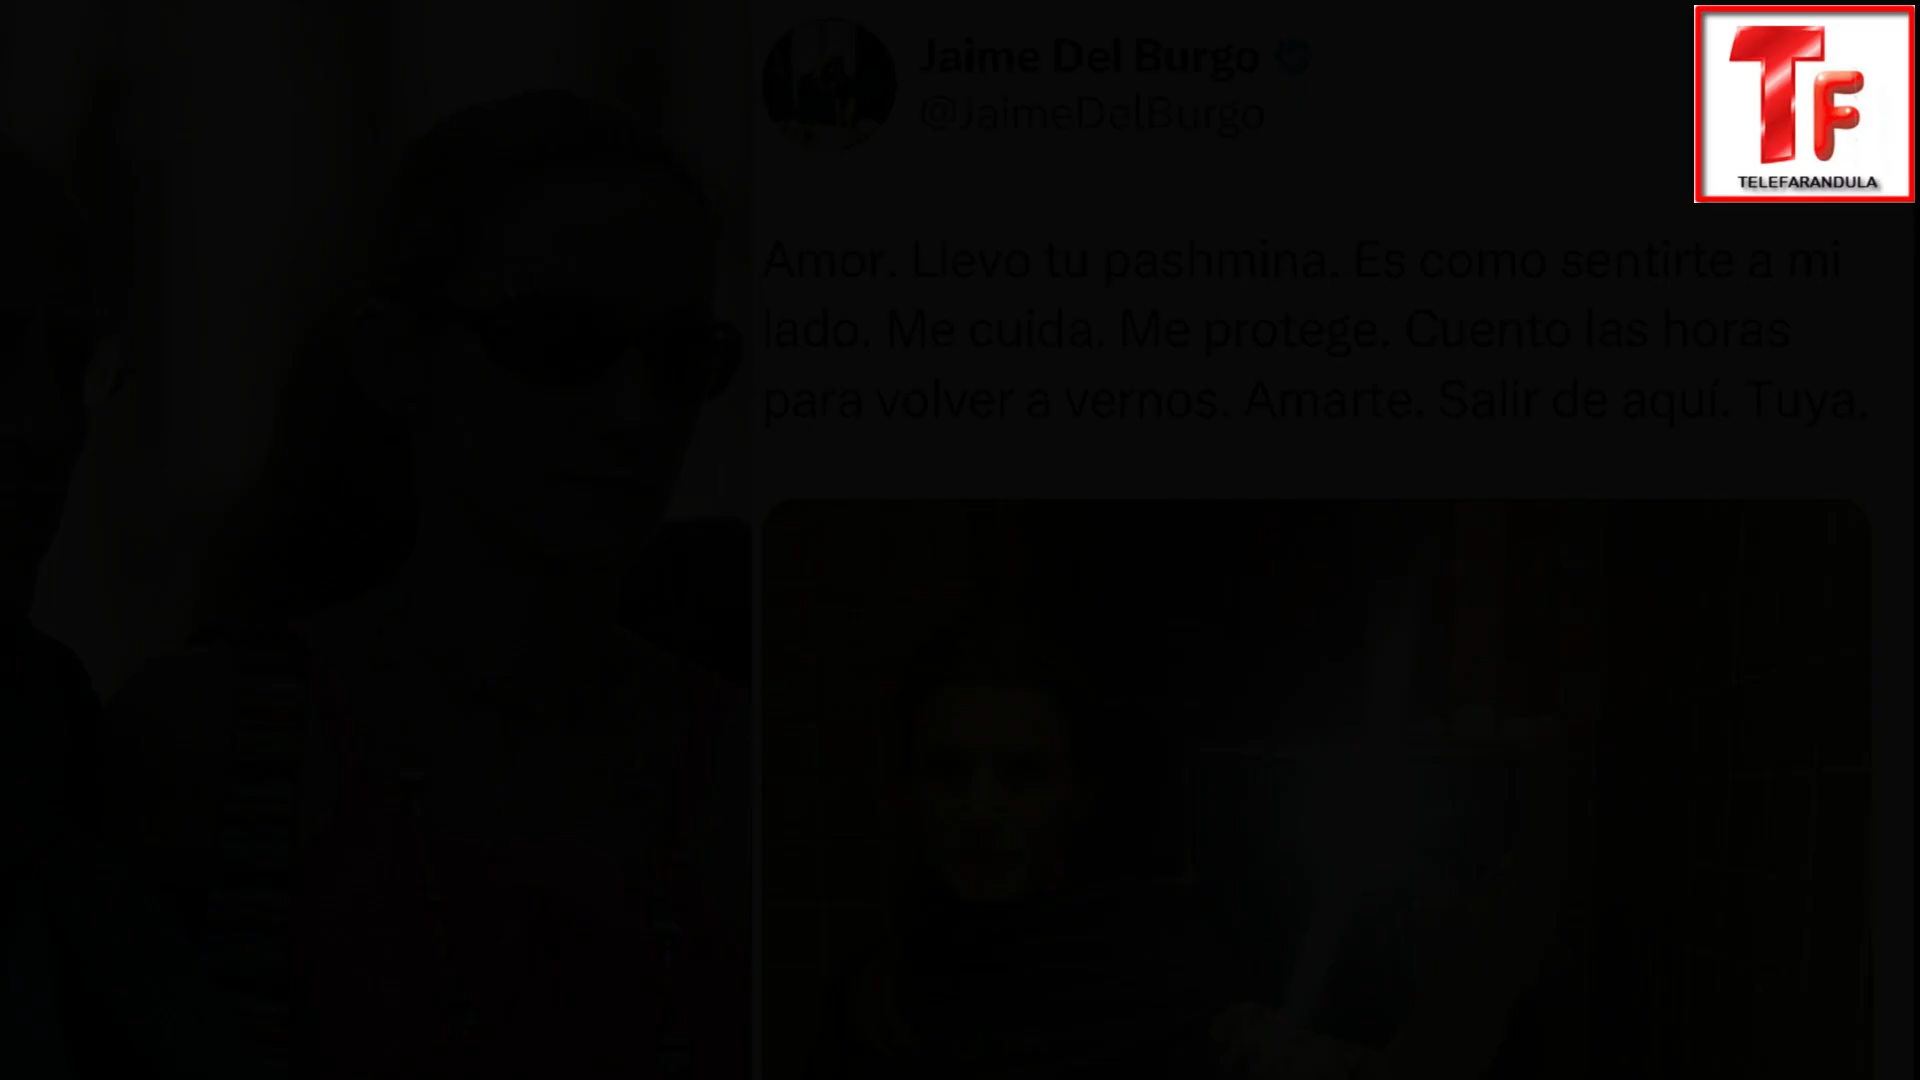 Jaime Del Burgo
@JaimeDelBurgo
Amor. Llevo tu pashmina. Es como sentirte a mi
lado. Me cuida. Me protege. Cuento las horas
para volver a vernos. Amarte. Salir de aquí. Tuya.
TF
TELEFARANDULA